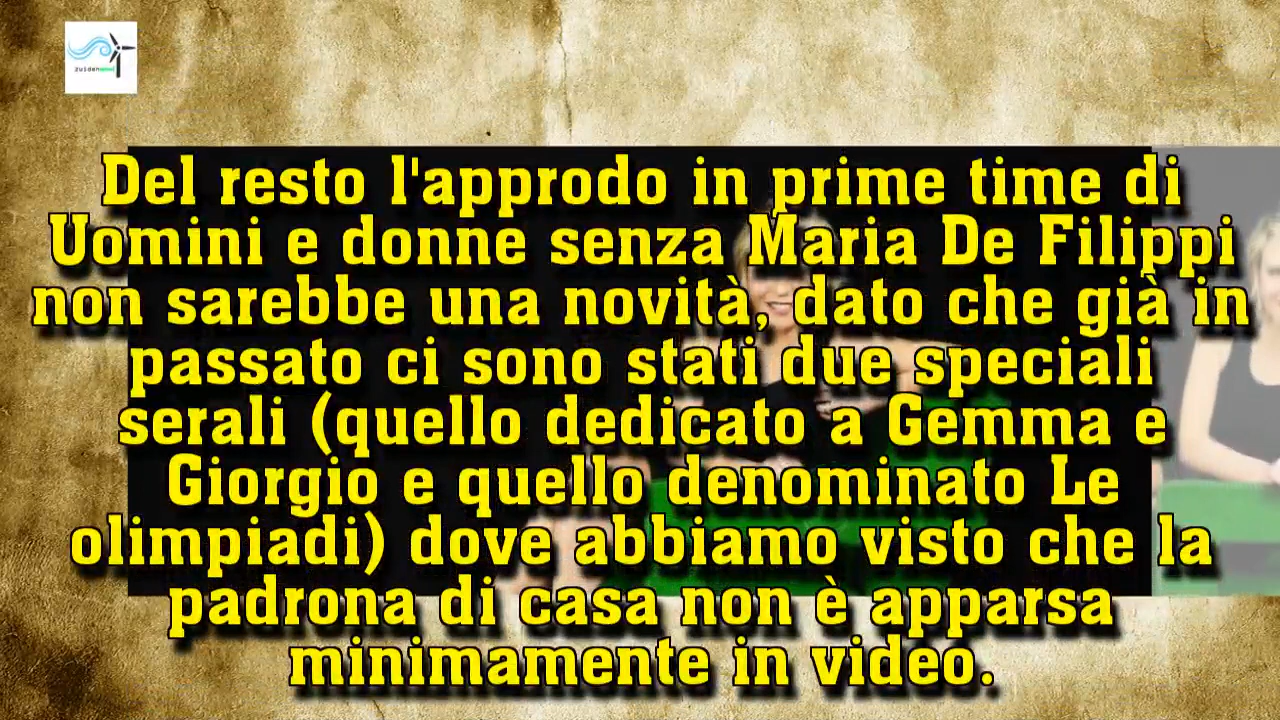 zuidenwind
Del resto l'approdo in prime time di
Uomini e donne senza Maria De Filippi
non sarebbe una novità, dato che già in
passato ci sono stati due speciali
serali (quello dedicato a Gemma e
Giorgio e quello denominato Le
olimpiadi) dove abbiamo visto che la
padrona di casa non è apparsa
minimamente in video.